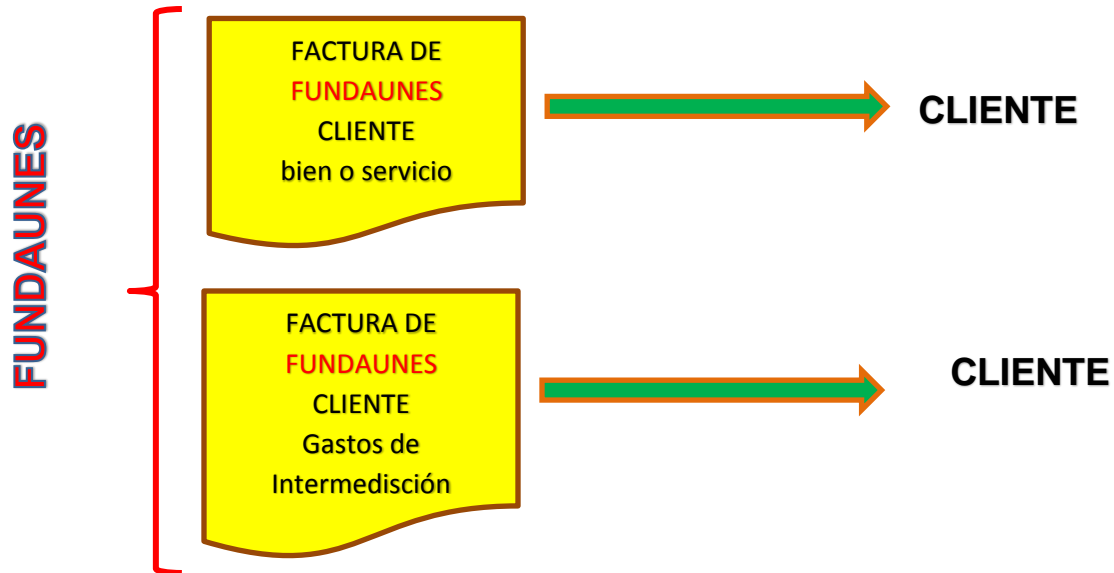 FUNDAUNES
FACTURA DE
FUNDAUNES
CLIENTE
bien o servicio
CLIENTE
FACTURA DE
FUNDAUNES
CLIENTE
Gastos de
Intermedisción
CLIENTE